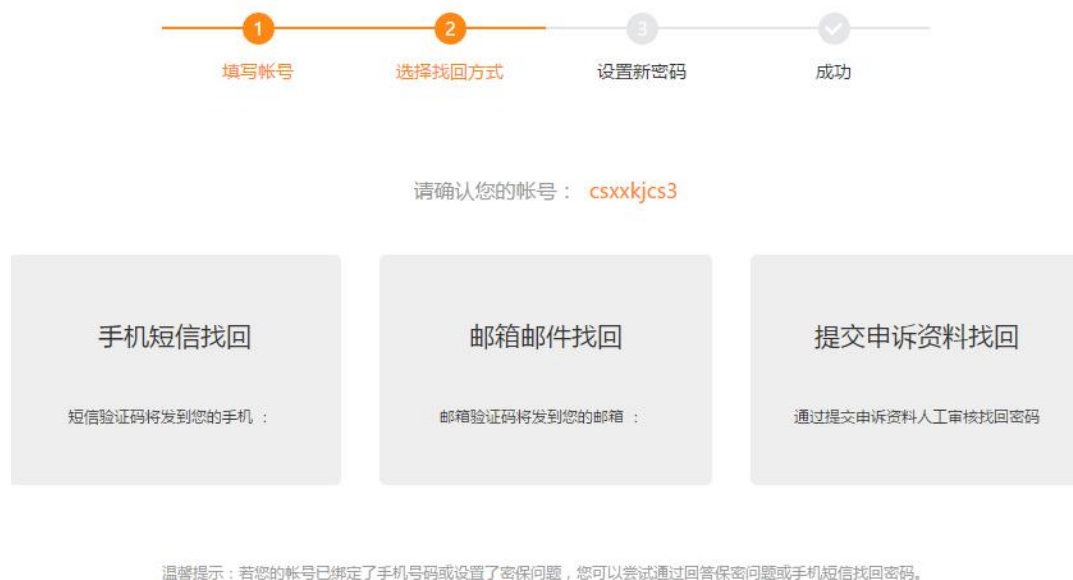 1 2 3
填写帐号 选择找回方式 设置新密码 成功
请确认您的帐号： csxxkjcs3
手机短信找回 邮箱邮件找回 提交申诉资料找回
短信验证码将发到您的手机 ： 邮箱验证码将发到您的邮箱 ： 通过提交申诉资料人工审核找回密码
温馨提示：若您的帐号已绑定了手机号码或设置了密保问题，您可以尝试通过回答保密问题或手机短信找回密码。